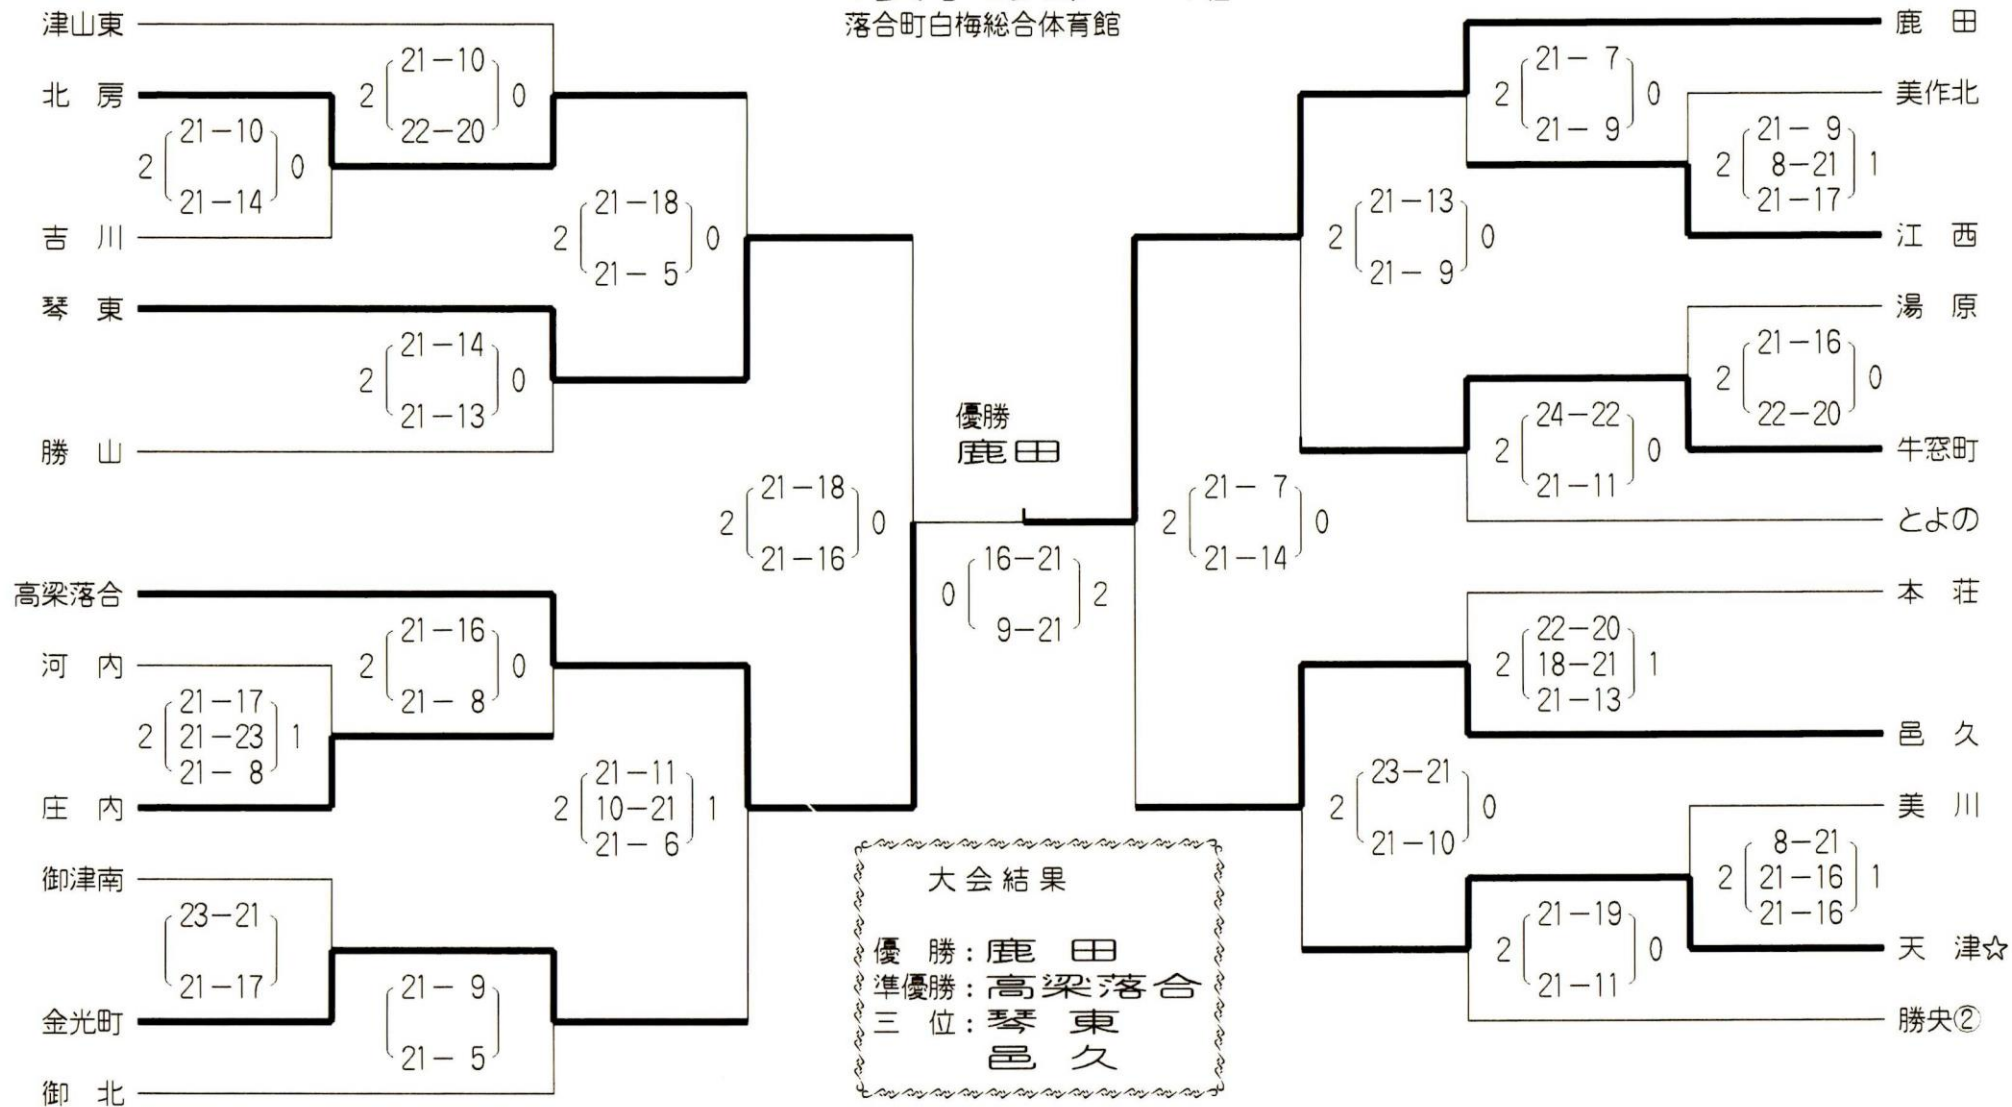 落合町白梅総合体育館
津山東
北房
吉川
琴東
勝山
高梁落合
河内
庄内
御津南
金光町
御北
2 21-10 0
22-20
2 21-10 0
21-14
2 21-18 0
21-5
2 21-14 0
21-13
2 21-18 0
21-16
2 21-16 0
21-8
21-17
2 21-23 1
21-8
21-11
2 10-21 1
21-6
23-21
21-17
21-9
21-5
優勝
鹿田
16-21
0 2
9-21
鹿田
美作北
江西
湯原
牛窓町
とよの
本荘
邑久
美川
天津☆
勝央②
2 21-7 0
21-9
21-9
2 8-21 1
21-17
2 21-13 0
21-9
2 21-16 0
22-20
2 24-22 0
21-11
2 21-7 0
21-14
22-20
2 18-21 1
21-13
2 23-21 0
21-10
8-21
2 21-16 1
21-16
2 21-19 0
21-11
大会結果
優勝:鹿田
準優勝:高梁落合
三位:琴東
邑久